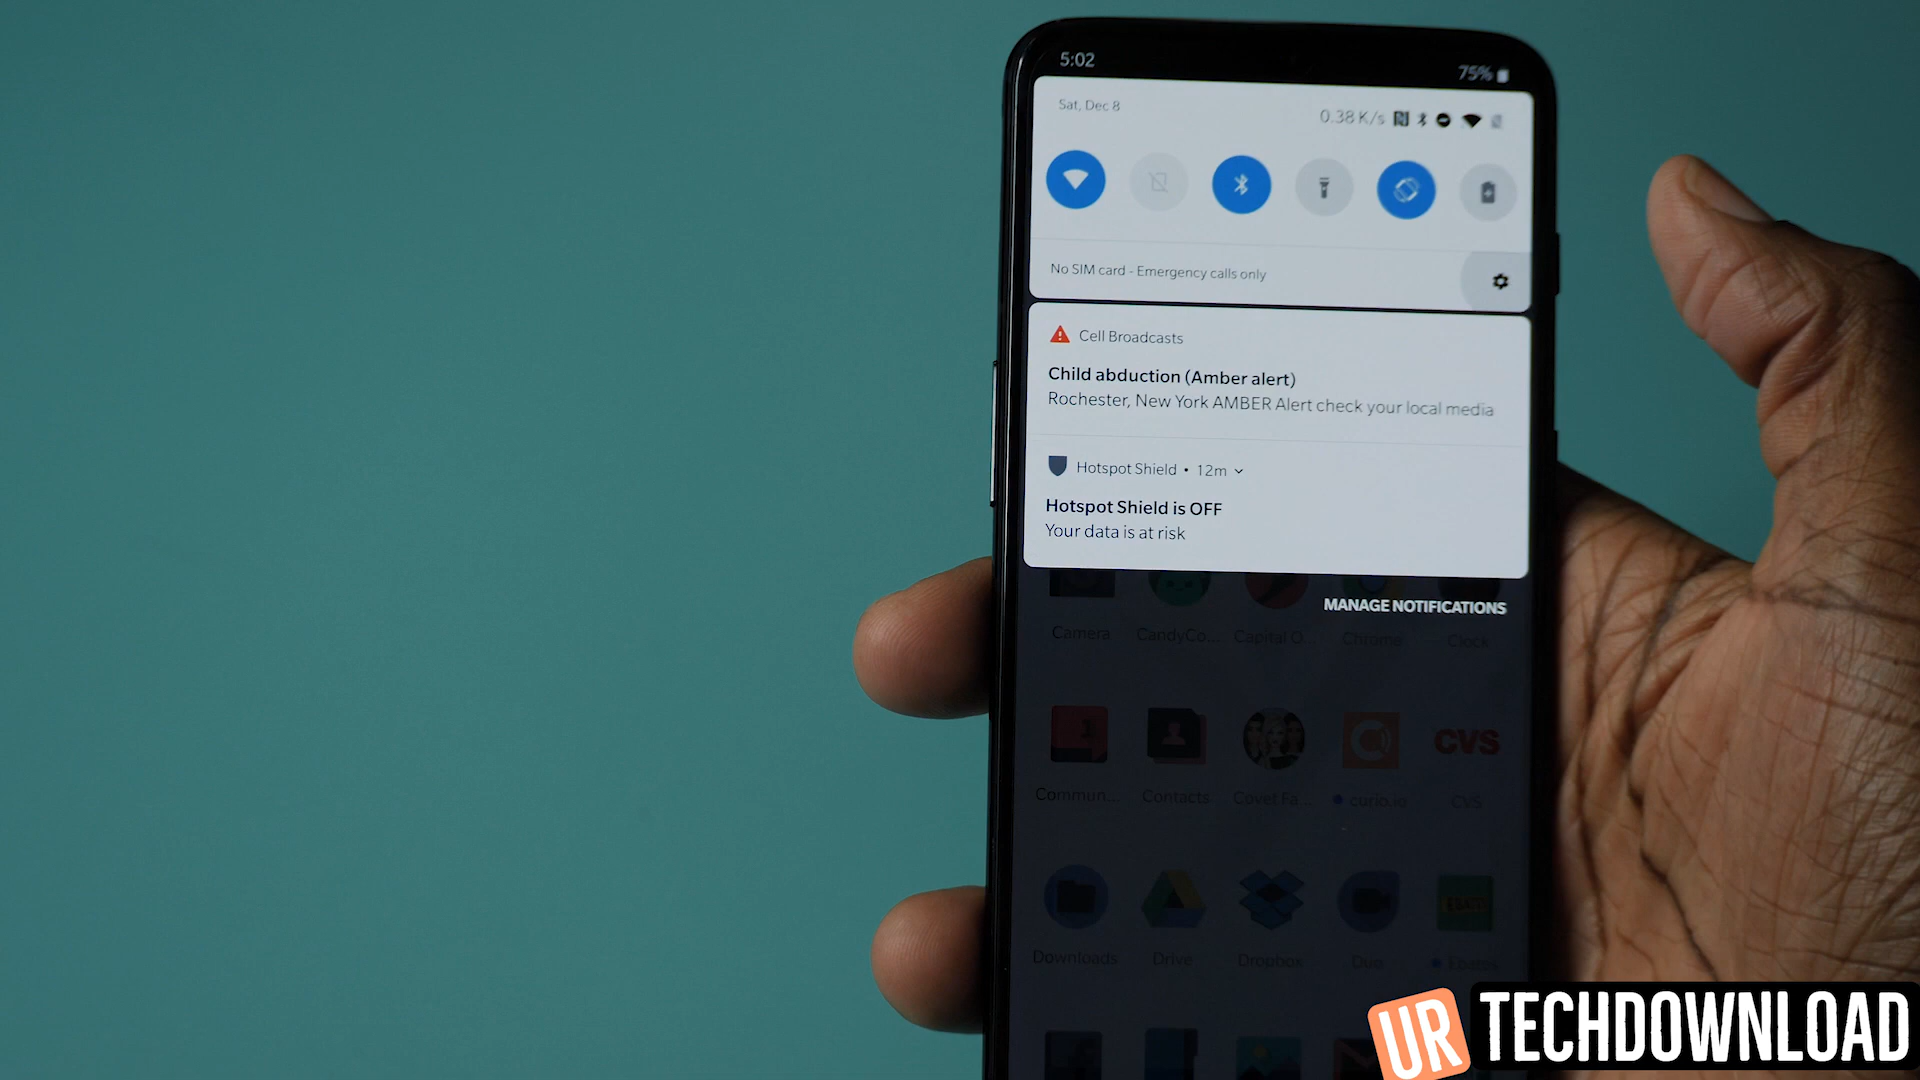 5:02
75%
Sat, Dec 8
0.38 K/s
No SIM card - Emergency calls only
Cell Broadcasts
Child abduction (Amber alert)
Rochester, New York AMBER Alert check your local media
Hotspot Shield • 12m
Hotspot Shield is OFF
Your data is at risk
MANAGE NOTIFICATIONS
Camera CandyCo... Capital O... Chrome Clock
CVS
Commun... Contacts Covet Fa... curio.io CVS
Downloads Drive Dropbox Duo
UR TECHDOWNLOAD